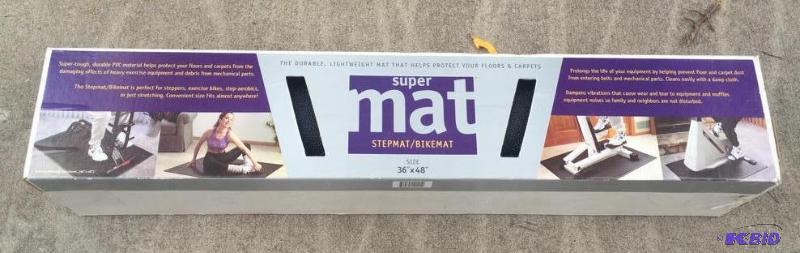 Super-tough, durable PVC material helps protect your floors and carpets from the
damaging effects of heavy exercise equipment and debris from mechanical parts.
The Stepmat/Bikemat is perfect for steppers, exercise bikes, step aerobics,
or just stretching. Convenient size fits almost anywhere!
THE DURABLE, LIGHTWEIGHT MAT THAT HELPS PROTECT YOUR FLOORS & CARPETS
super
mat
STEPMAT/BIKEMAT
SIZE
36"x48"
Prolongs the life of your equipment by helping prevent floor and carpet dust
from entering belts and mechanical parts. Cleans easily with a damp cloth.
Dampens vibrations that cause wear and tear to equipment and muffles
equipment noises so family and neighbors are not disturbed.
KCBID